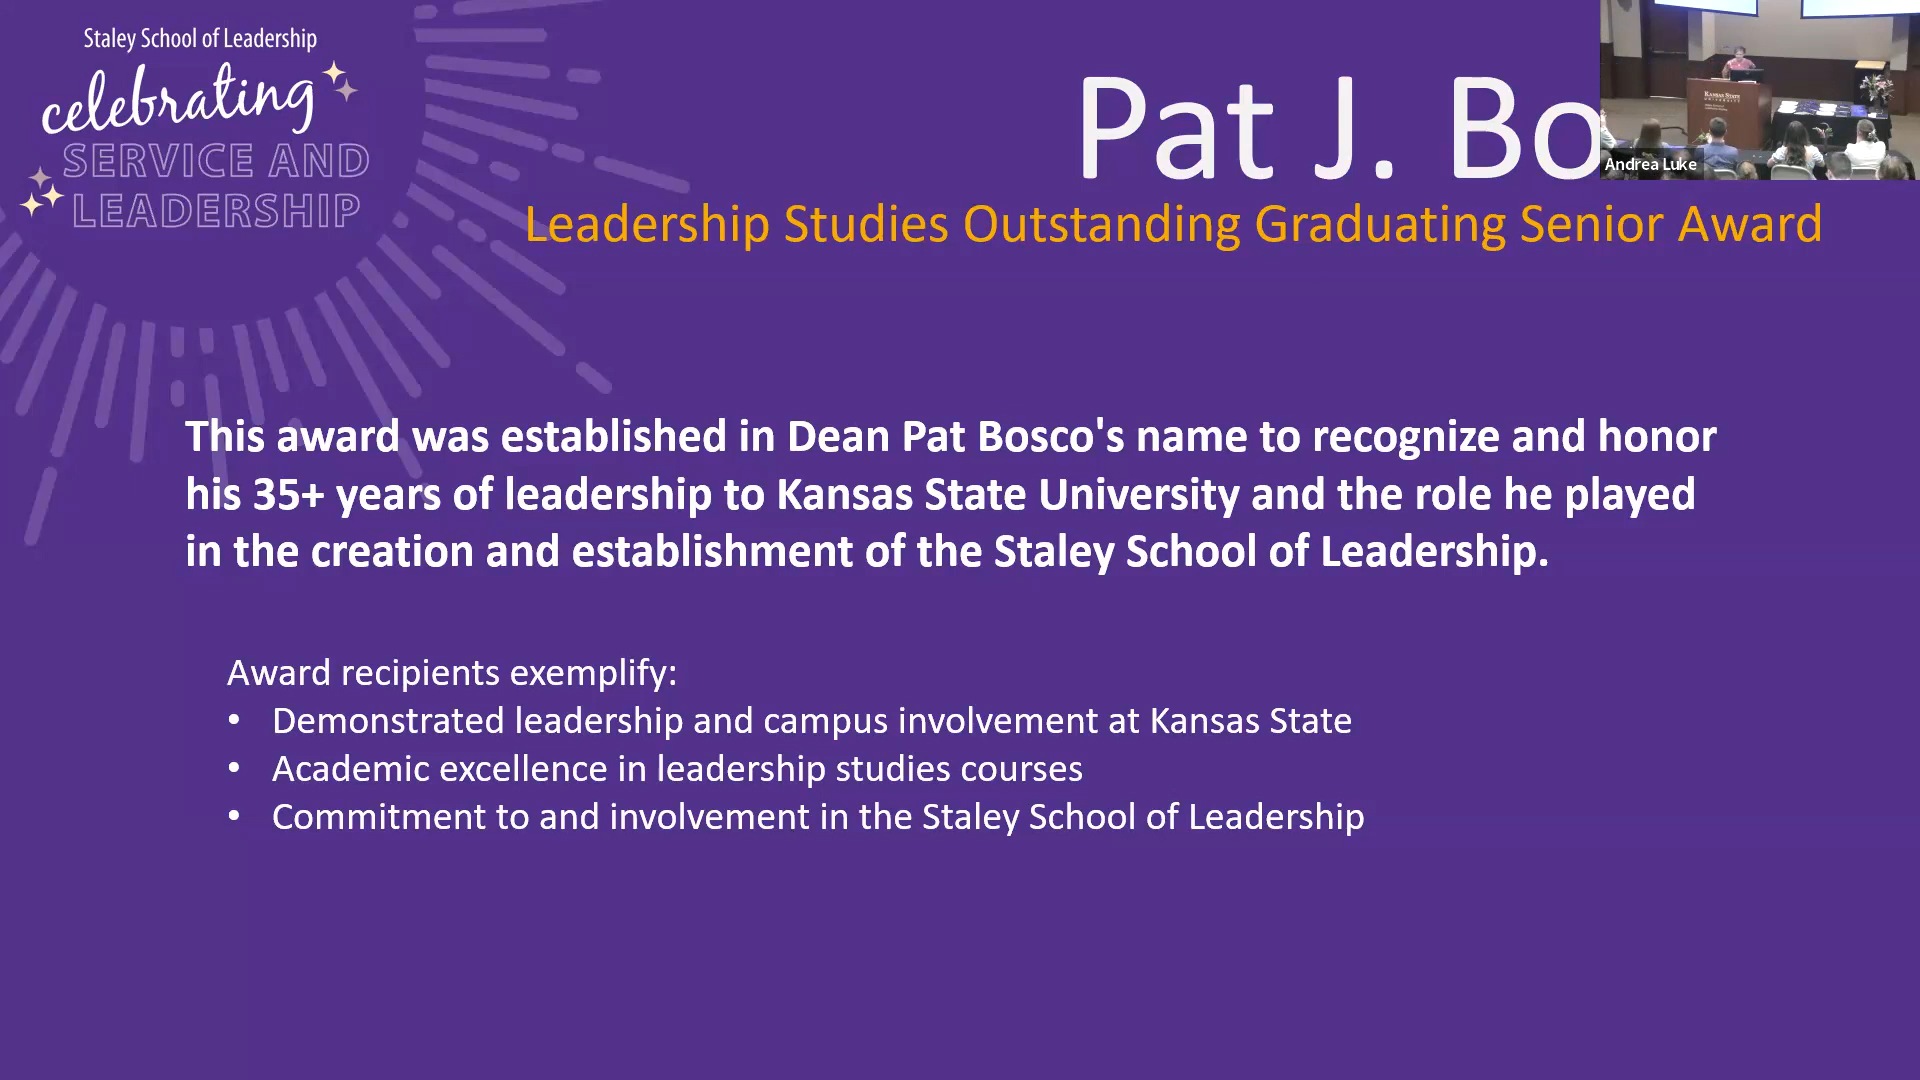 Staley School of Leadership
celebrating
SERVICE AND
LEADERSHIP
Pat J. Bo
Leadership Studies Outstanding Graduating Senior Award
KANSAS STATE
UNIVERSITY
Andrea Luke
This award was established in Dean Pat Bosco's name to recognize and honor
his 35+ years of leadership to Kansas State University and the role he played
in the creation and establishment of the Staley School of Leadership.
Award recipients exemplify:
• Demonstrated leadership and campus involvement at Kansas State
• Academic excellence in leadership studies courses
• Commitment to and involvement in the Staley School of Leadership